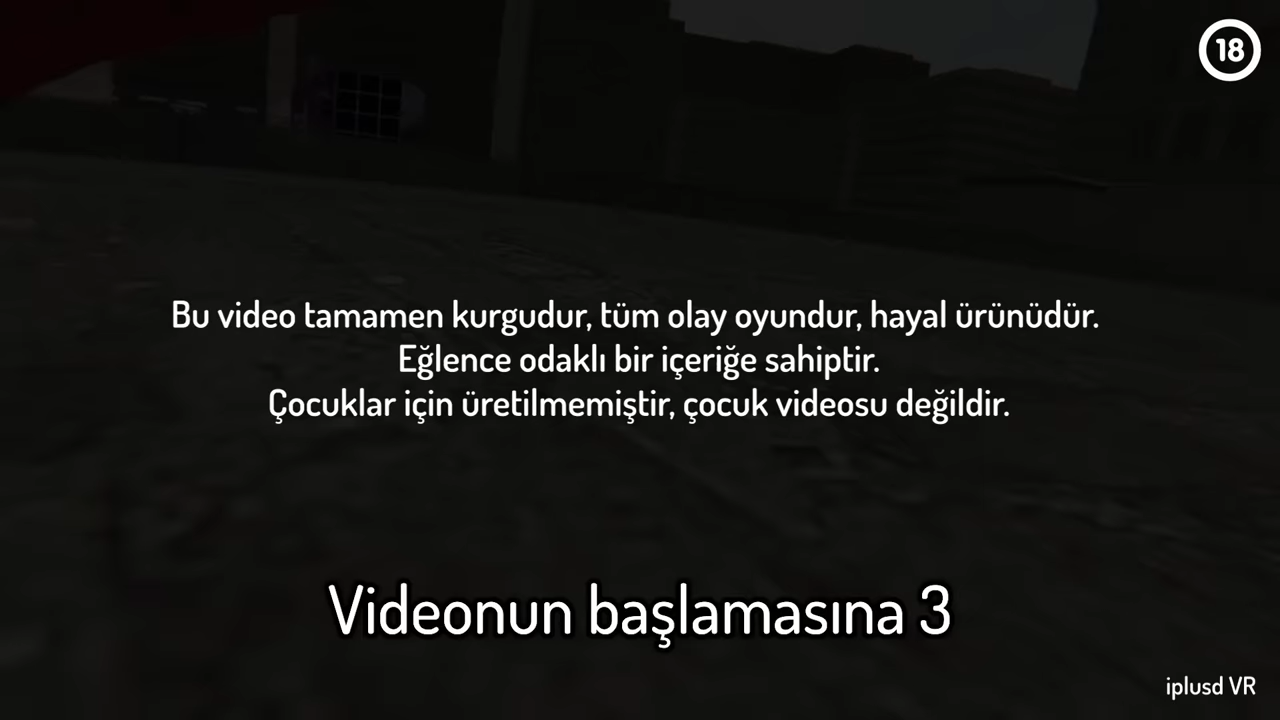 18
Bu video tamamen kurgudur, tüm olay oyundur, hayal ürünüdür.
Eğlence odaklı bir içeriğe sahiptir.
Çocuklar için üretilmemiştir, çocuk videosu değildir.
Videonun başlamasına 3
iplusd VR